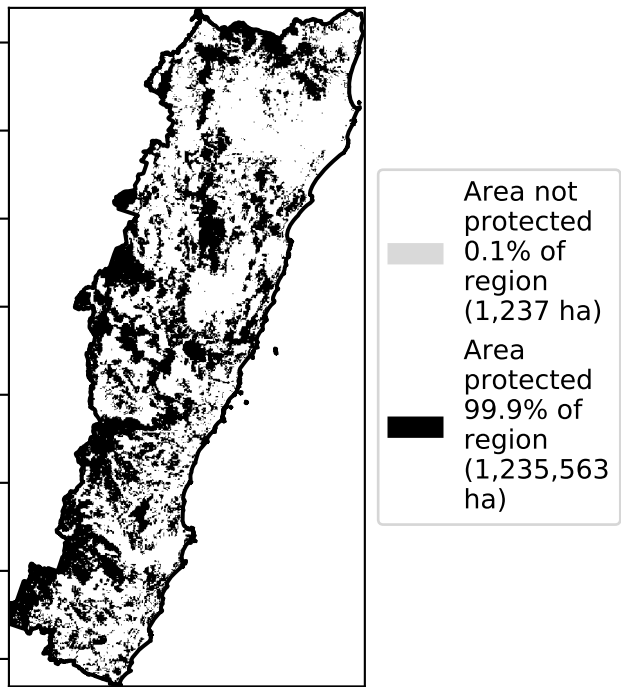 Area not
protected
0.1% of
region
(1,237 ha)
Area
protected
99.9% of
region
(1,235,563
ha)